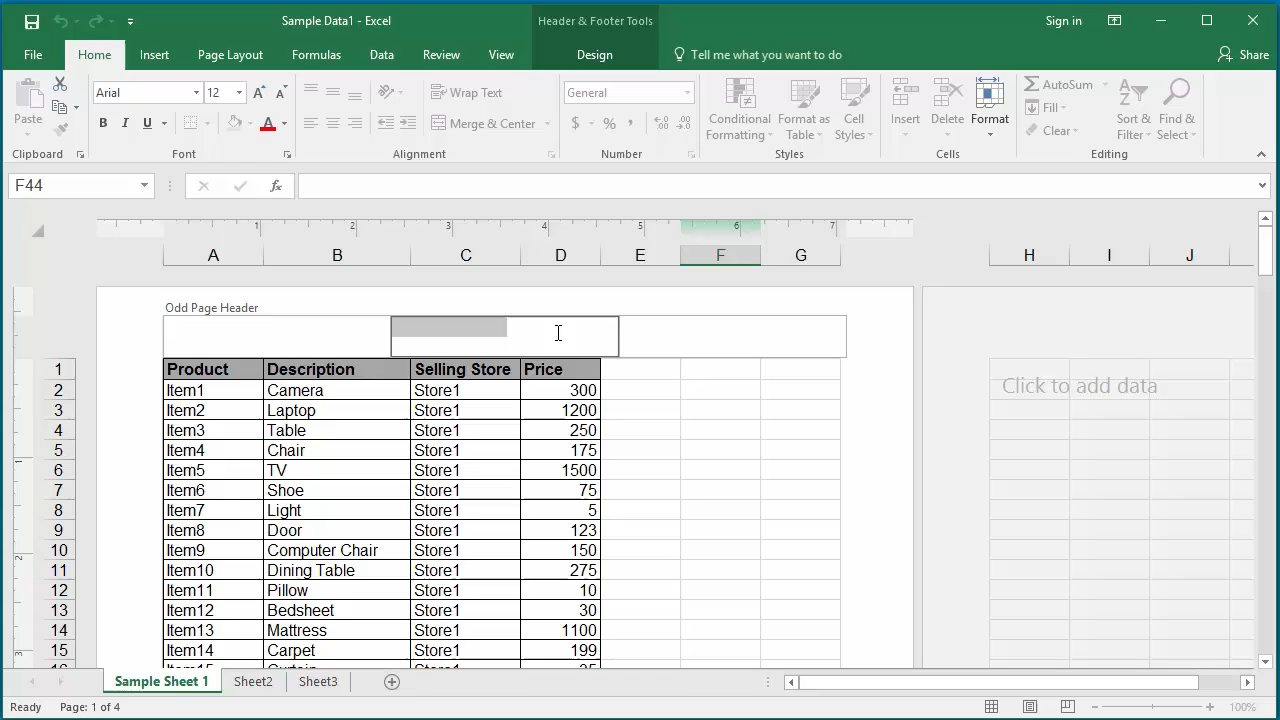 Sample Data1 - Excel
Header & Footer Tools
Sign in
File Home Insert Page Layout Formulas Data Review View Design Tell me what you want to do Share
Paste
Clipboard
Arial 12
B I U A
Font
Wrap Text
Merge & Center
Alignment
General
$ % ,
Number
Conditional Formatting
Format as Table
Cell Styles
Styles
Insert Delete Format
Cells
AutoSum
Fill
Clear
Sort & Filter
Find & Select
Editing
F44
fx
1 2 3 4 5 6 7
A B C D E F G H I J
Odd Page Header
1 Product Description Selling Store Price
2 Item1 Camera Store1 300
Click to add data
3 Item2 Laptop Store1 1200
4 Item3 Table Store1 250
5 Item4 Chair Store1 175
6 Item5 TV Store1 1500
7 Item6 Shoe Store1 75
8 Item7 Light Store1 5
9 Item8 Door Store1 123
10 Item9 Computer Chair Store1 150
11 Item10 Dining Table Store1 275
12 Item11 Pillow Store1 10
13 Item12 Bedsheet Store1 30
14 Item13 Mattress Store1 1100
15 Item14 Carpet Store1 199
Sample Sheet 1 Sheet2 Sheet3
Ready Page: 1 of 4 100%